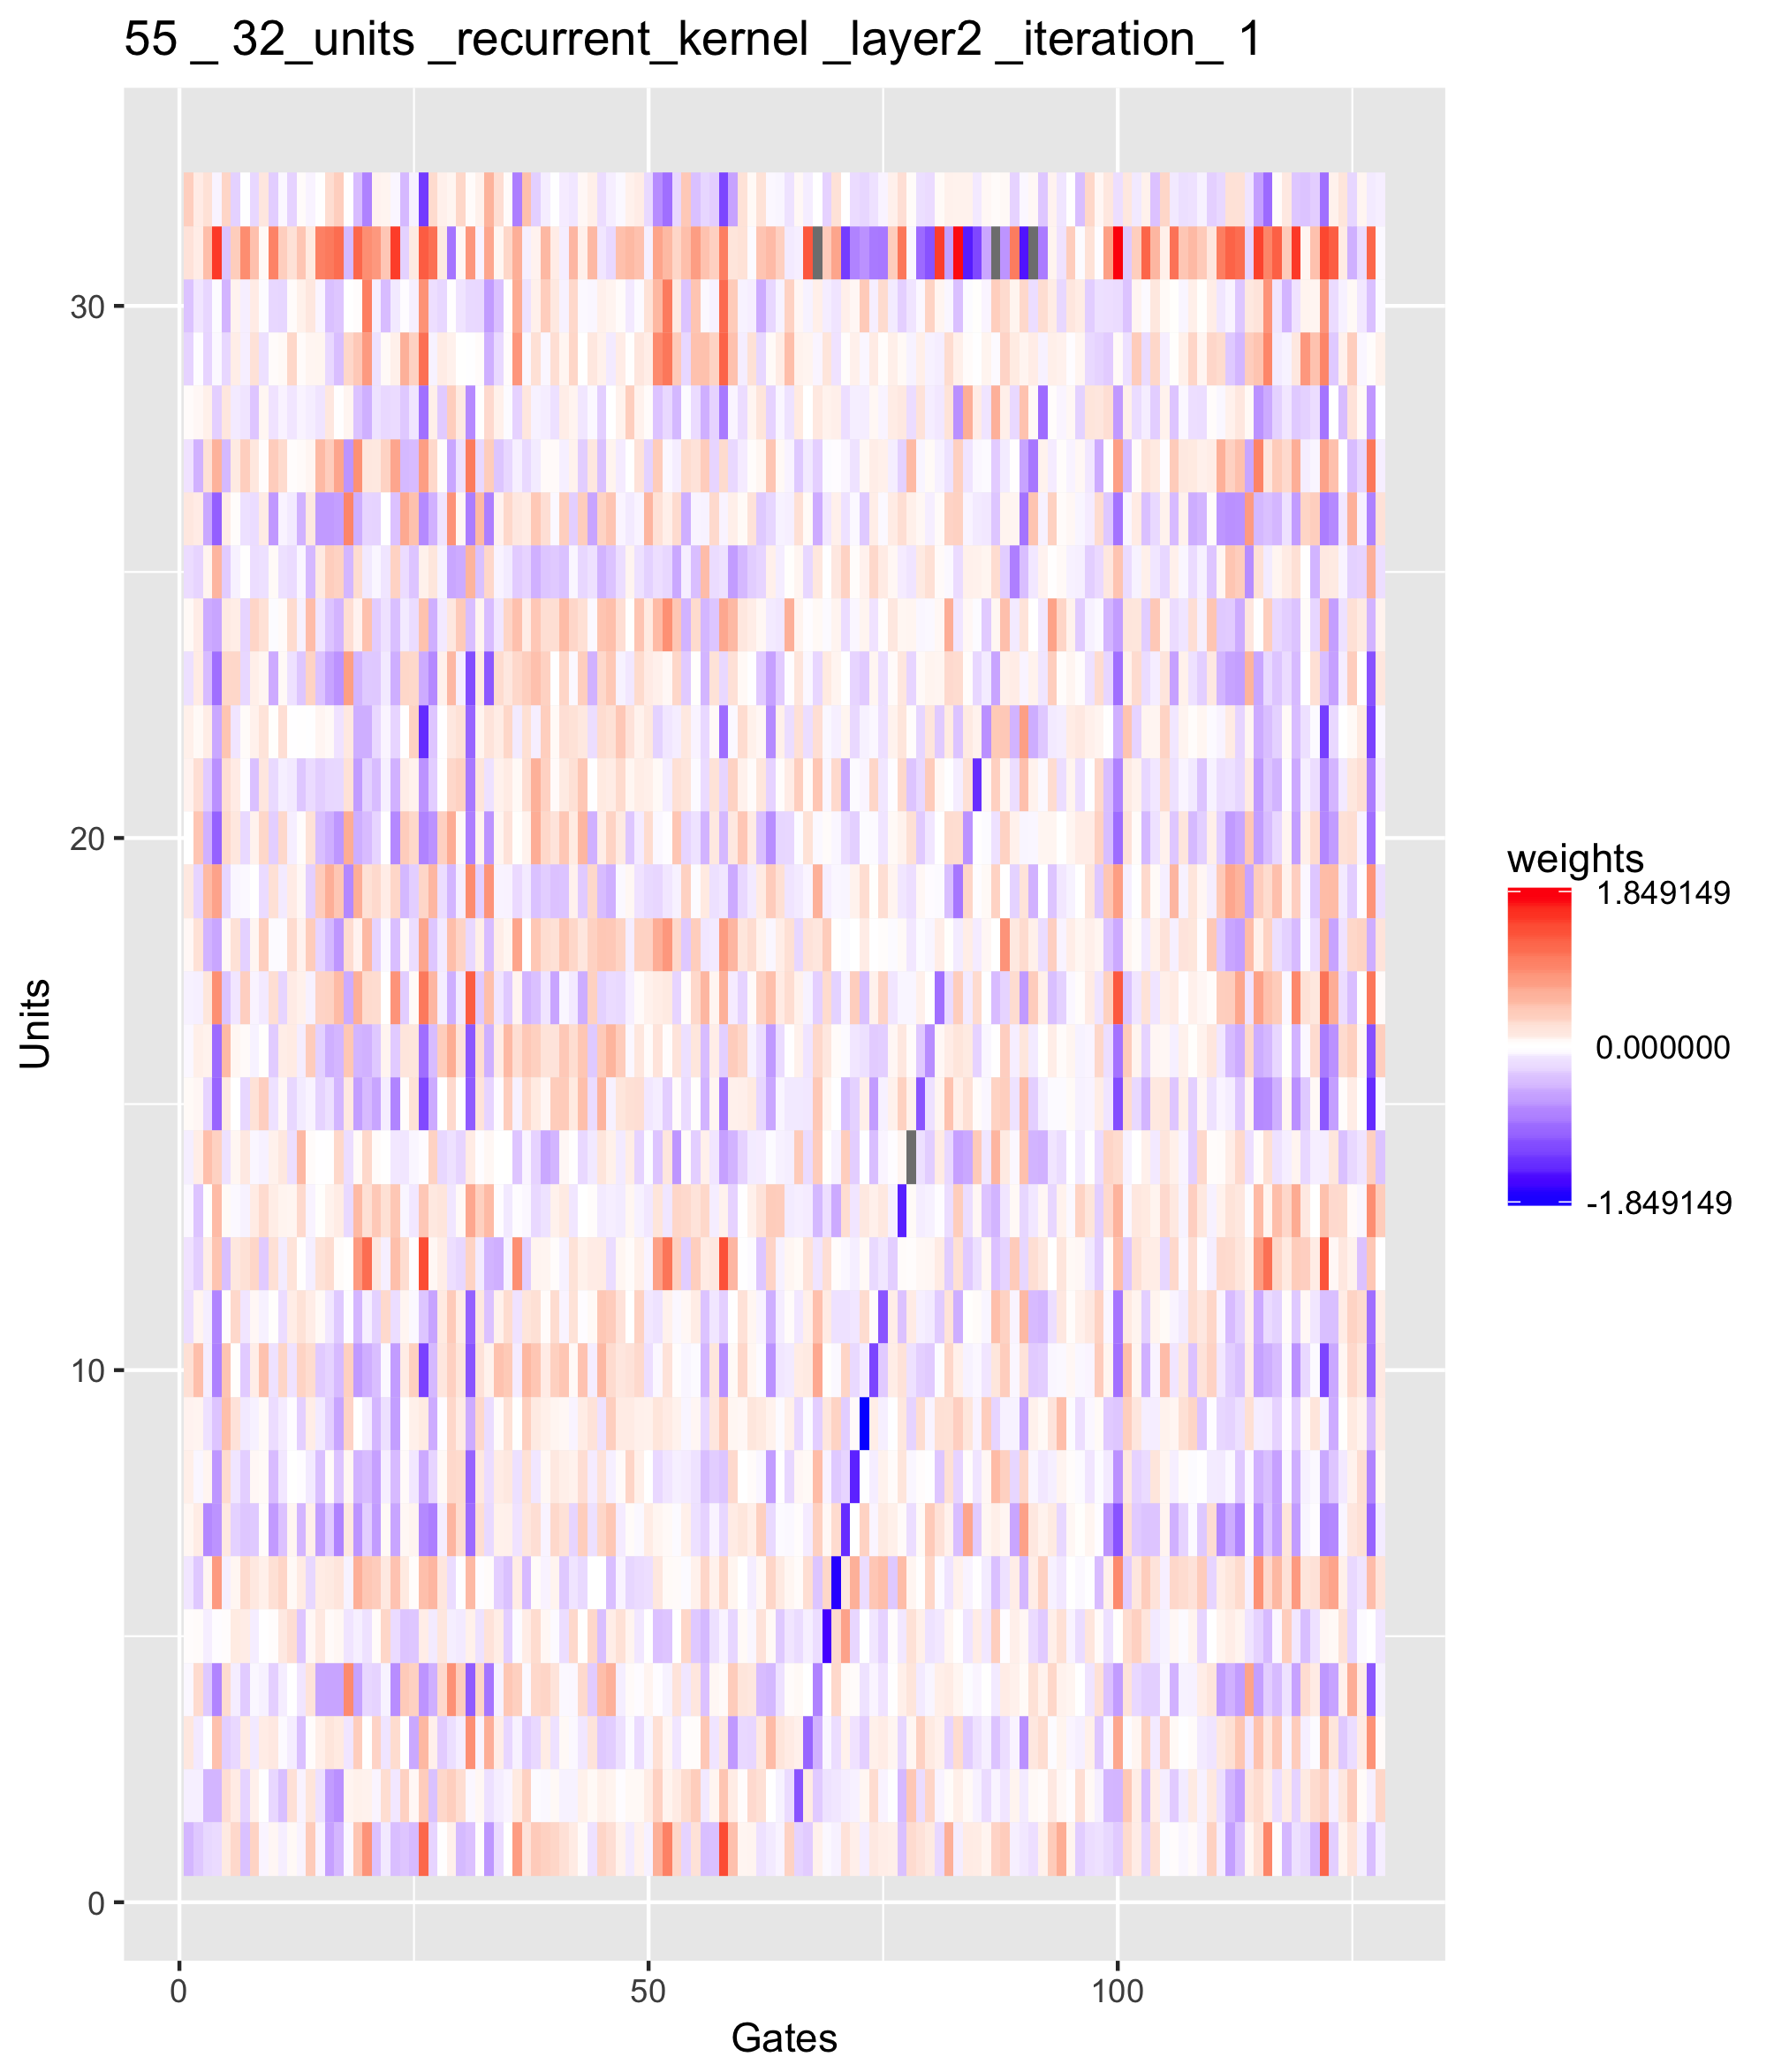 55 _ 32_units _recurrent_kernel _layer2 _iteration_ 1
Units
30
20
10
0
0
50
100
Gates
weights
1.849149
0.000000
-1.849149